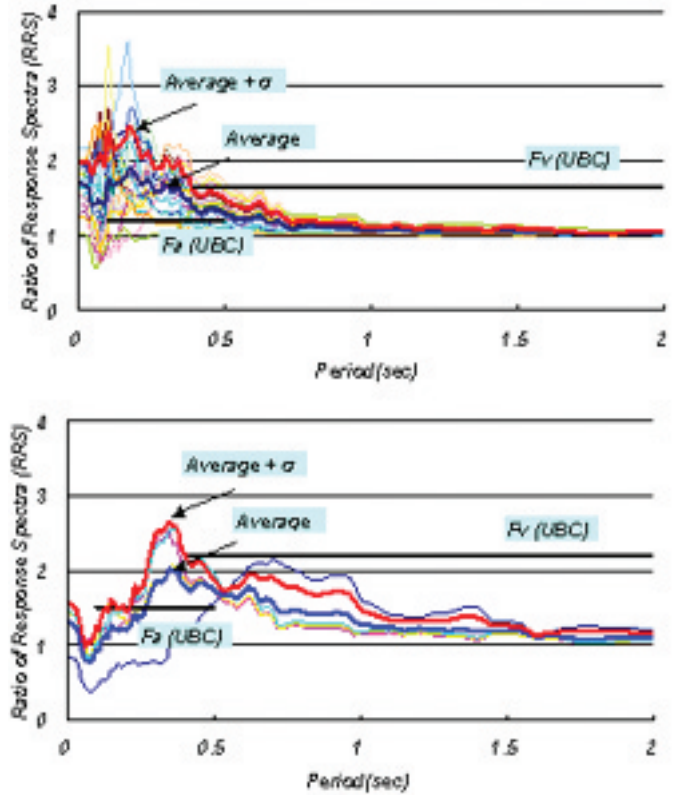 4
3
2
1
0
Ratio of Response Spectra (RRS)
Average + σ
Average
Fv (UBC)
Fa (UBC)
0 0.5 1 1.5 2
Period(sec)
4
3
2
1
0
Ratio of Response Spectra (RRS)
Average + σ
Average
Fv (UBC)
Fa (UBC)
0 0.5 1 1.5 2
Period(sec)